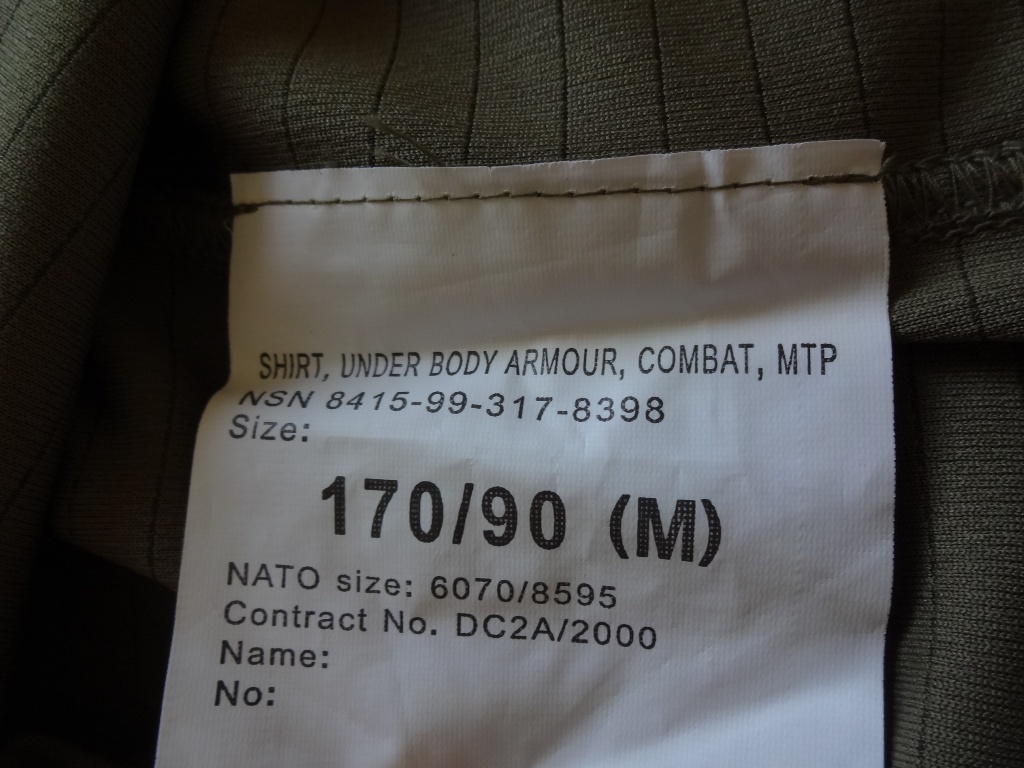 SHIRT, UNDER BODY ARMOUR, COMBAT, MTP
NSN 8415-99-317-8398
Size:
170/90 (M)
NATO size: 6070/8595
Contract No. DC2A/2000
Name:
No: